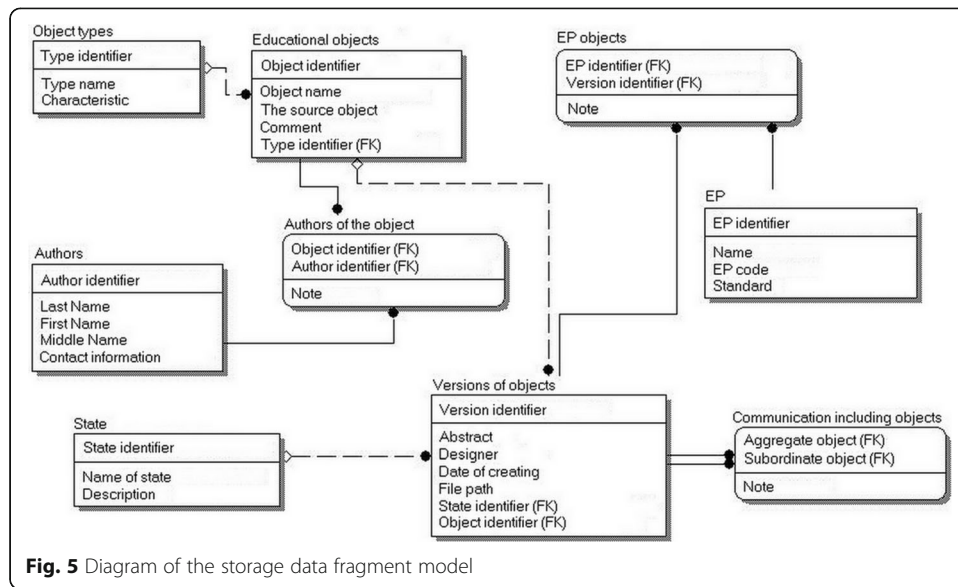 Object types
Type identifier
Type name
Characteristic
Educational objects
Object identifier
Object name
The source object
Comment
Type identifier (FK)
EP objects
EP identifier (FK)
Version identifier (FK)
Note
EP
EP identifier
Name
EP code
Standard
Authors of the object
Object identifier (FK)
Author identifier (FK)
Note
Authors
Author identifier
Last Name
First Name
Middle Name
Contact information
Versions of objects
Version identifier
Abstract
Designer
Date of creating
File path
State identifier (FK)
Object identifier (FK)
State
State identifier
Name of state
Description
Communication including objects
Aggregate object (FK)
Subordinate object (FK)
Note
Fig. 5 Diagram of the storage data fragment model